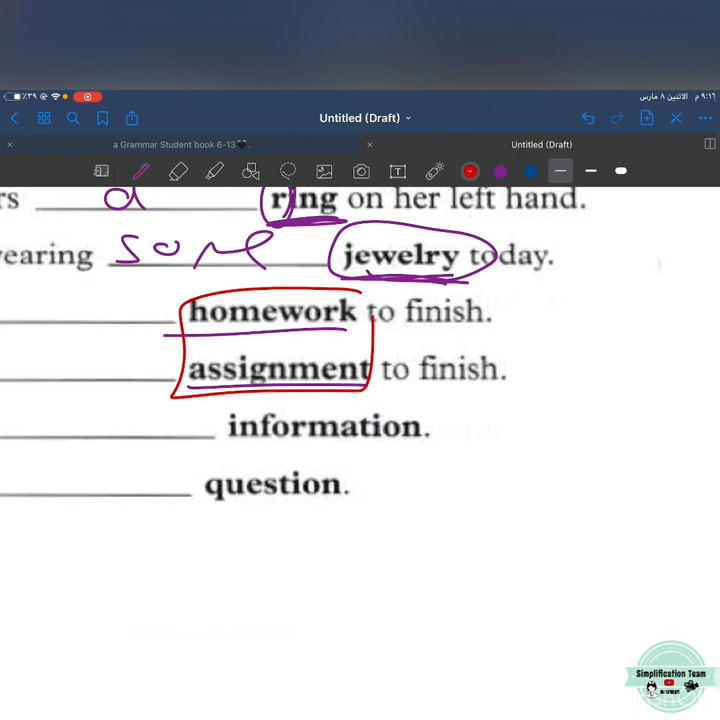 ٣٩٪ ٩:١٦ م الاثنين ٨ مارس
Untitled (Draft)
a Grammar Student book 6-13🖤. Untitled (Draft)
rs a ring on her left hand.
earing some jewelry today.
homework to finish.
assignment to finish.
information.
question.
Simplification Team